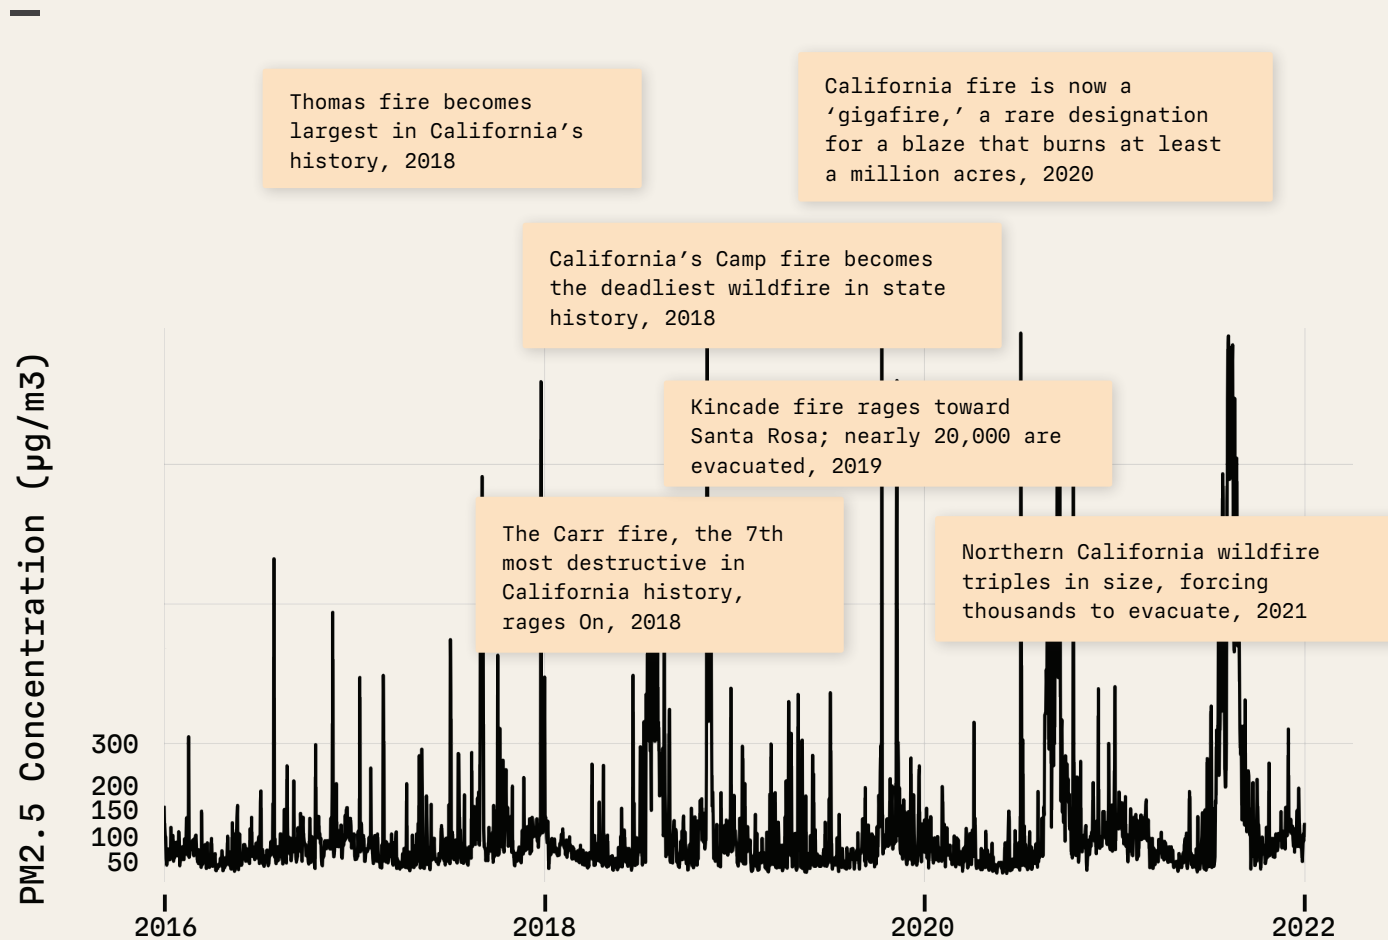 Thomas fire becomes
largest in California’s
history, 2018
California fire is now a
‘gigafire,’ a rare designation
for a blaze that burns at least
a million acres, 2020
California’s Camp fire becomes
the deadliest wildfire in state
history, 2018
Kincade fire rages toward
Santa Rosa; nearly 20,000 are
evacuated, 2019
The Carr fire, the 7th
most destructive in
California history,
rages On, 2018
Northern California wildfire
triples in size, forcing
thousands to evacuate, 2021
PM2.5 Concentration (µg/m3)
300
200
150
100
50
2016
2018
2020
2022